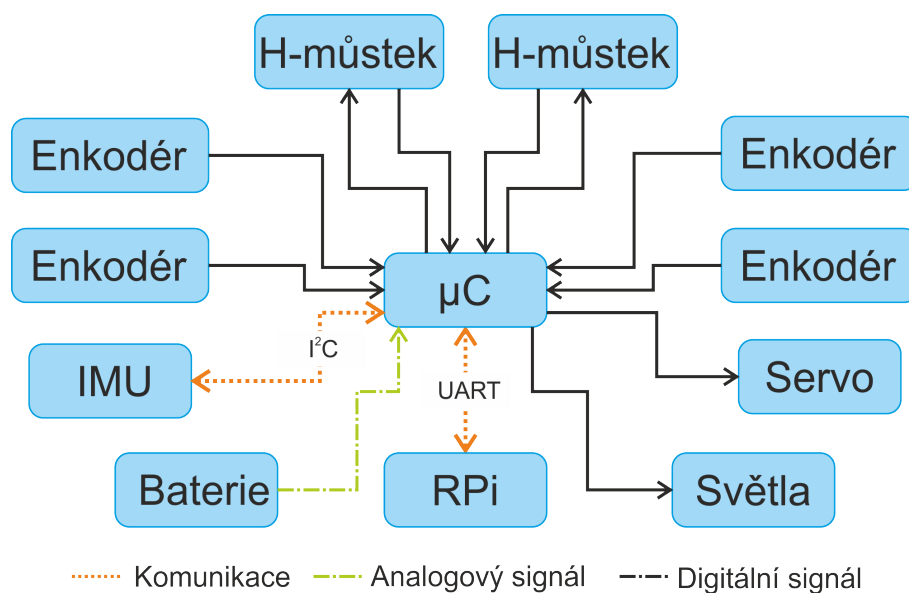 H-můstek
H-můstek
Enkodér
Enkodér
Enkodér
Enkodér
µC
I²C
IMU
UART
Servo
Baterie
RPi
Světla
Komunikace
Analogový signál
Digitální signál